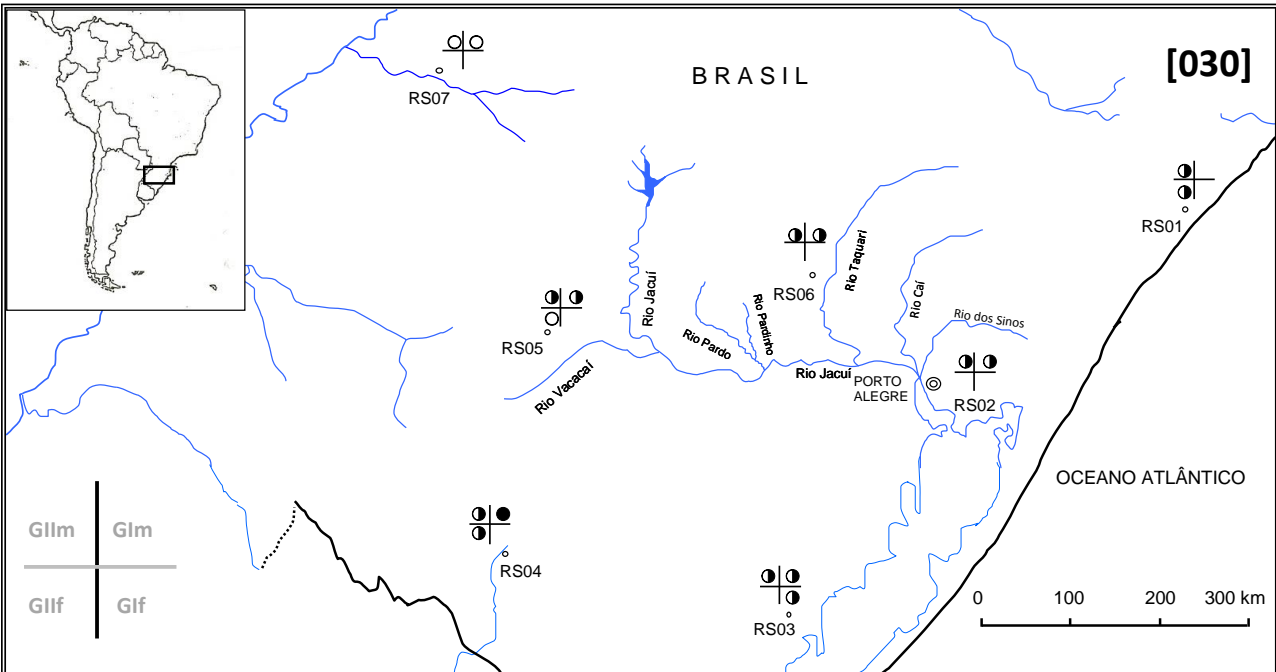 [030]
BRASIL
RS07
RS01
Rio Taquari
RS06
Rio Jacuí
Rio Caí
Rio Pardinho
Rio dos Sinos
RS05
Rio Pardo
Rio Vacacaí
Rio Jacuí
PORTO
ALEGRE
RS02
OCEANO ATLÂNTICO
GIIm GIm
GIIf GIf
RS04
RS03
0 100 200 300 km